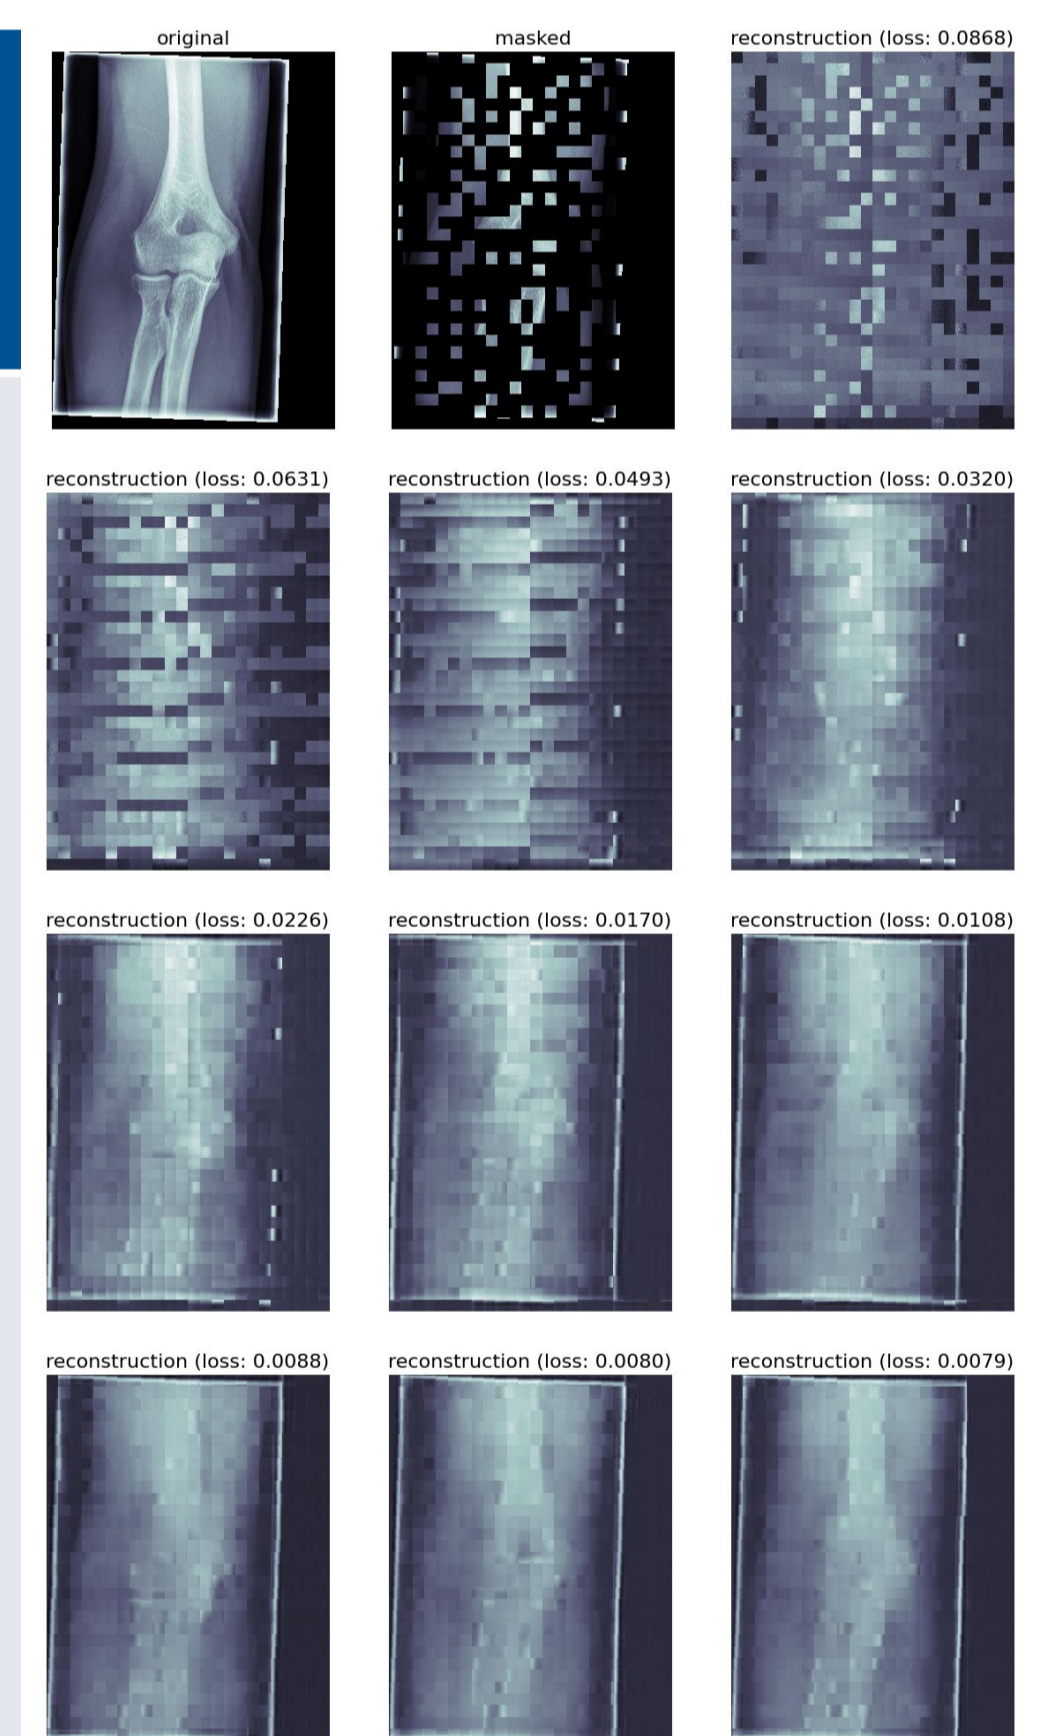 original
masked
reconstruction (loss: 0.0868)
reconstruction (loss: 0.0631)
reconstruction (loss: 0.0493)
reconstruction (loss: 0.0320)
reconstruction (loss: 0.0226)
reconstruction (loss: 0.0170)
reconstruction (loss: 0.0108)
reconstruction (loss: 0.0088)
reconstruction (loss: 0.0080)
reconstruction (loss: 0.0079)